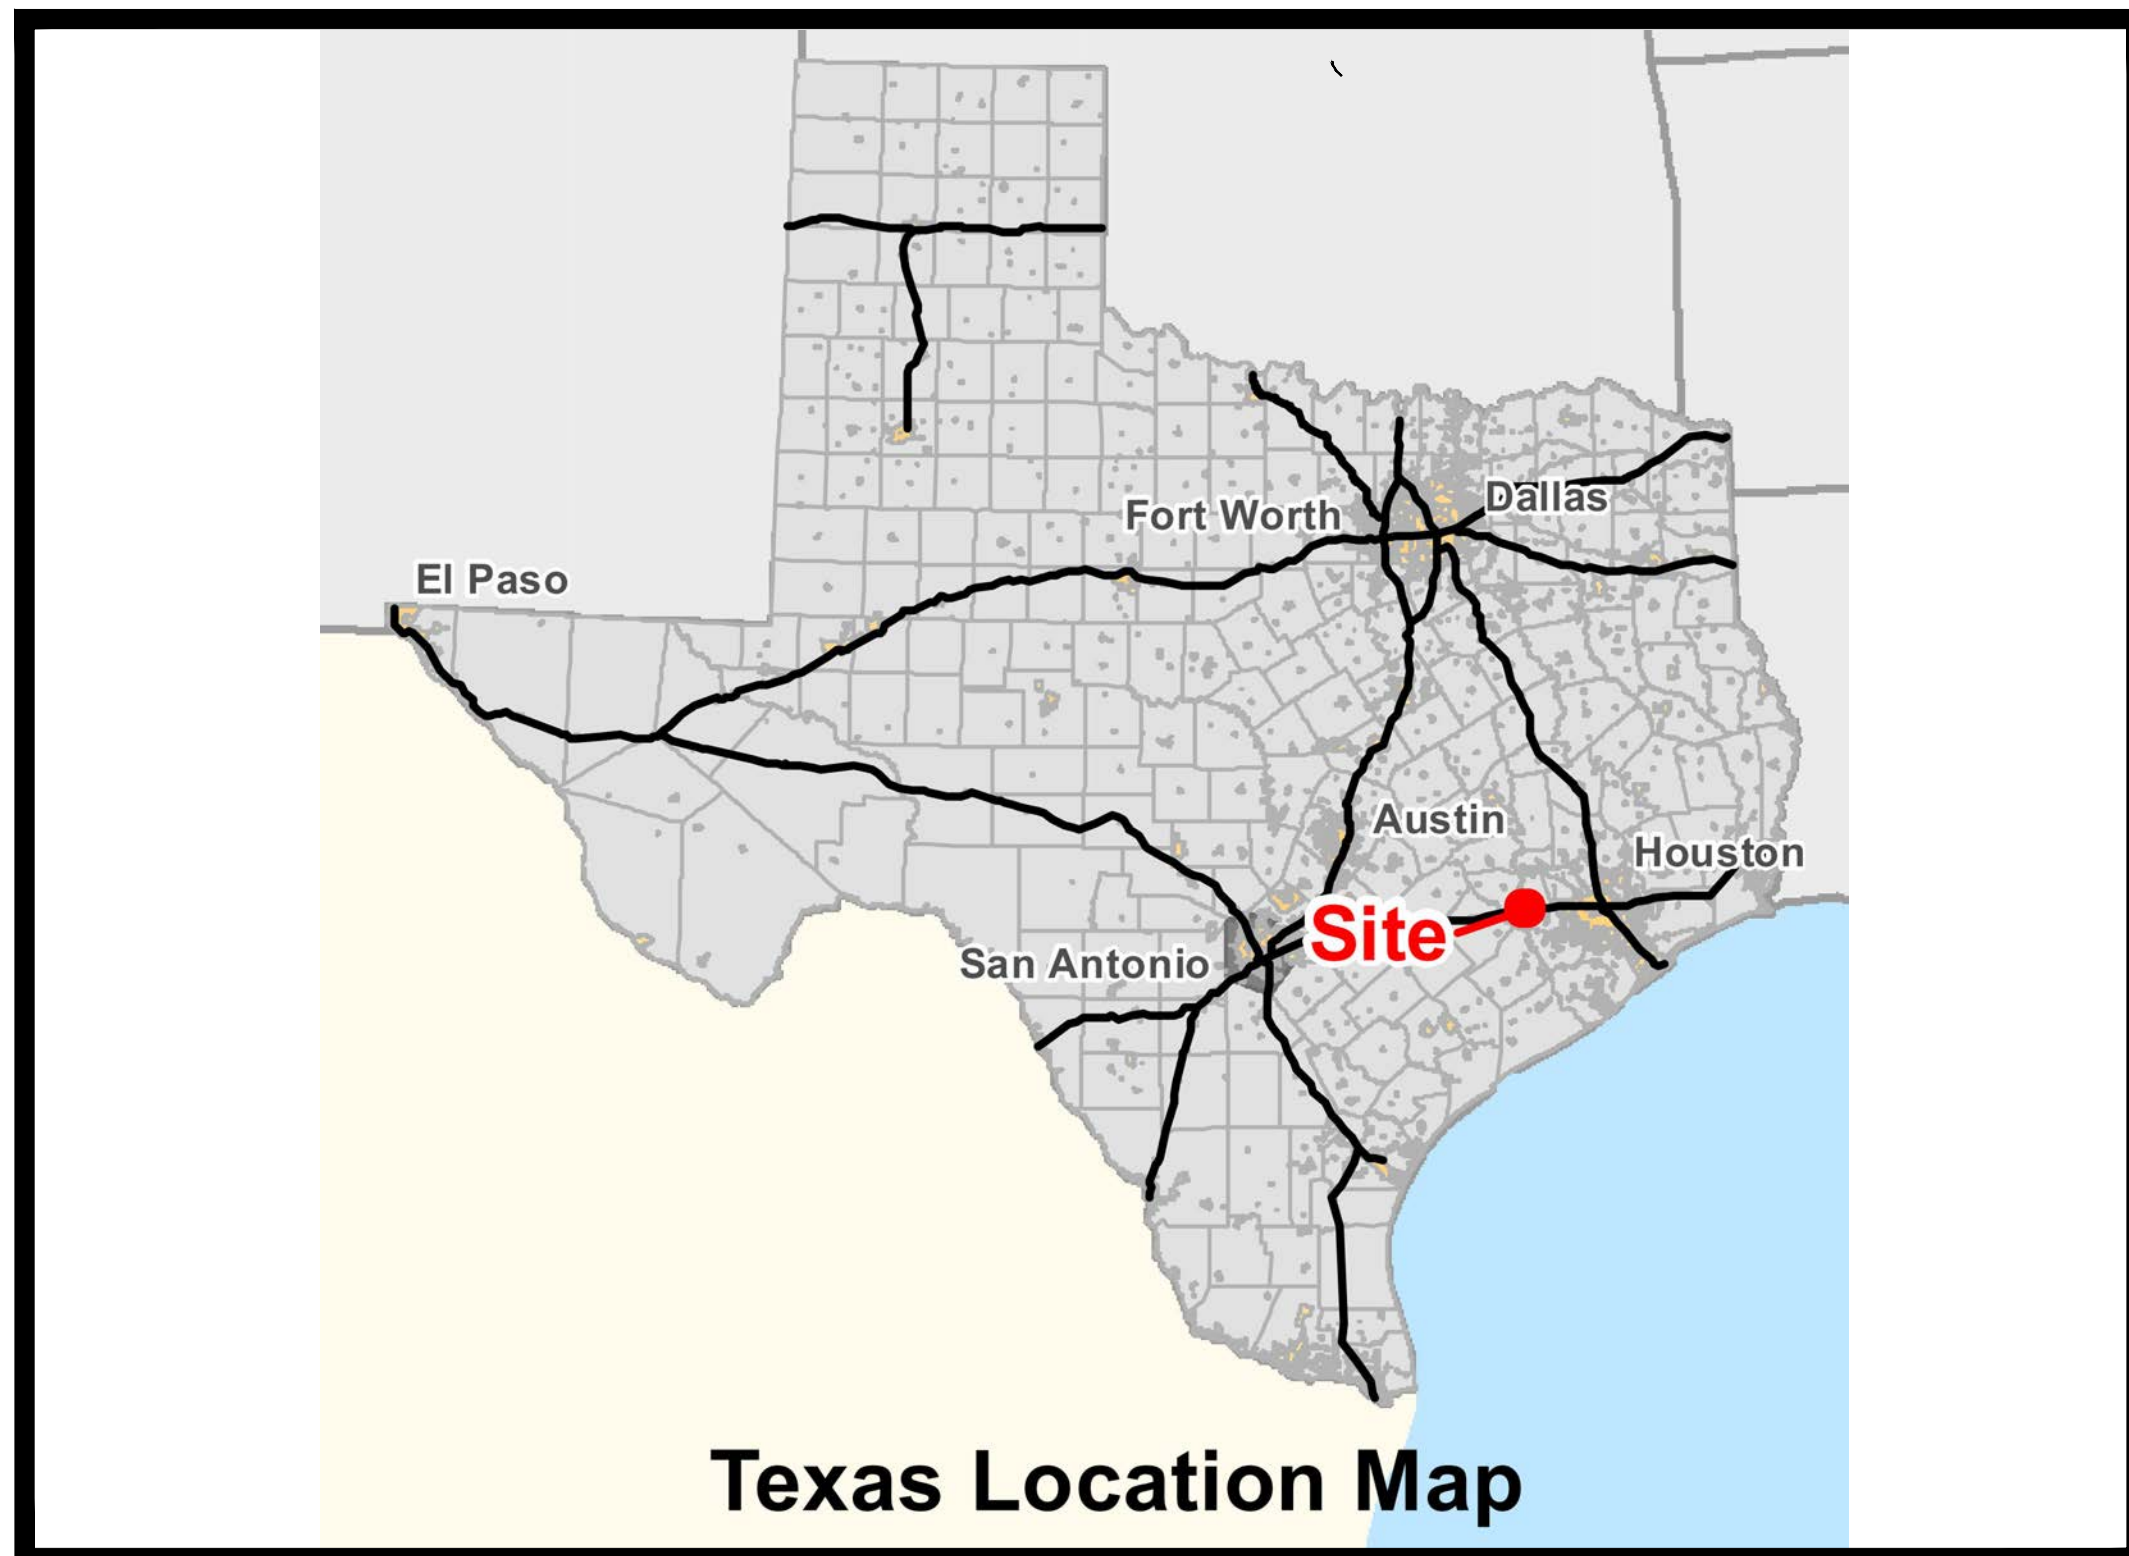 Dallas
Fort Worth
El Paso
Austin
Houston
Site
San Antonio
Texas Location Map